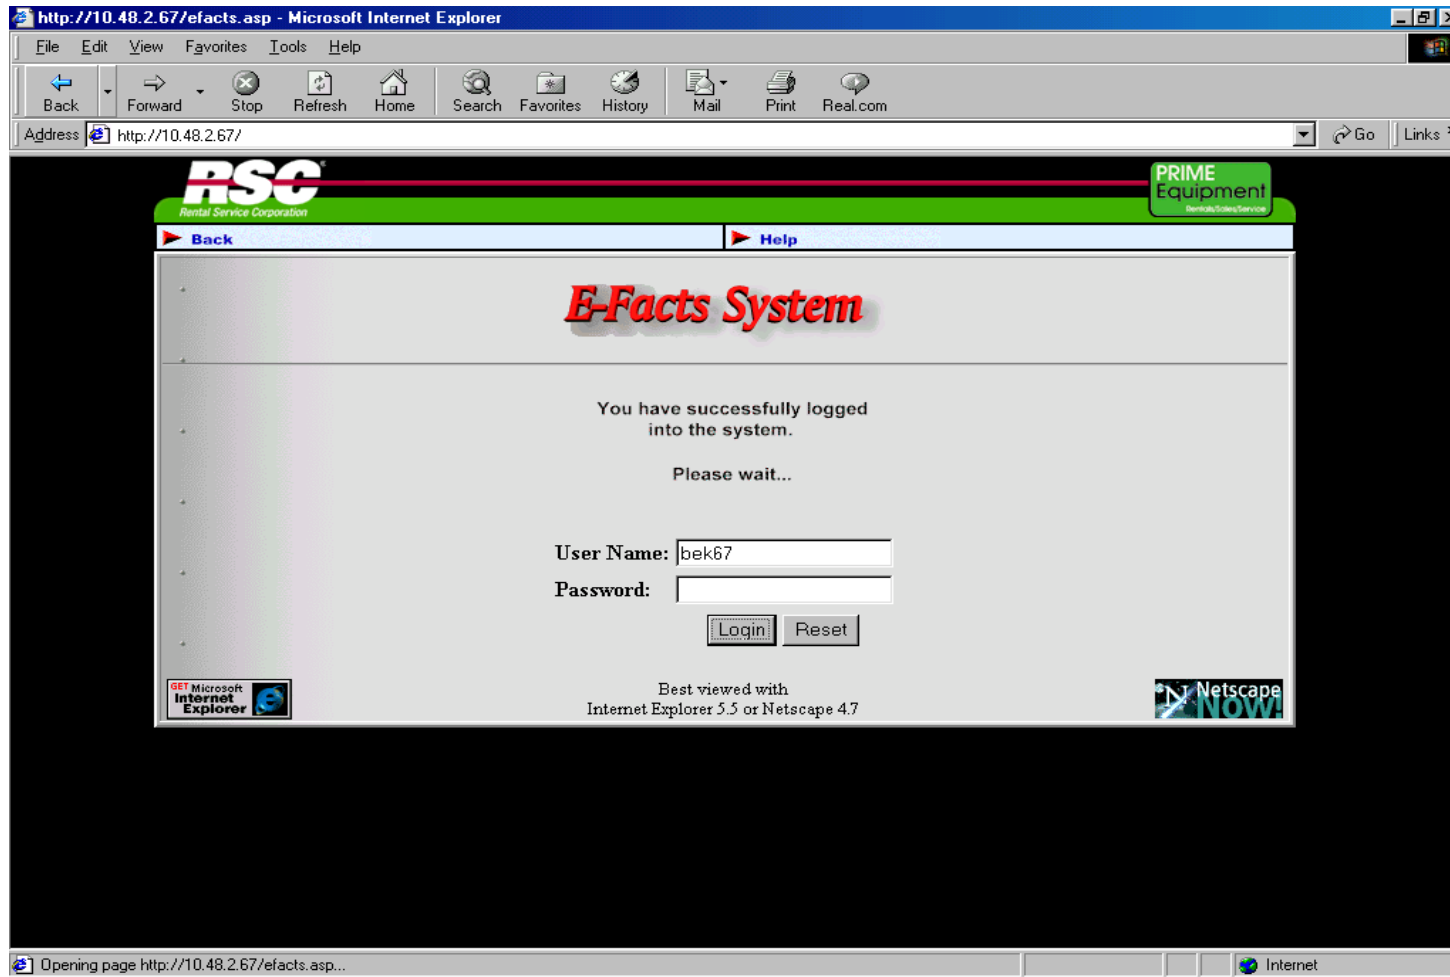 http://10.48.2.67/efacts.asp - Microsoft Internet Explorer
File Edit View Favorites Tools Help
Back Forward Stop Refresh Home Search Favorites History Mail Print Real.com
Address http://10.48.2.67/ Go Links
RSC
Rental Service Corporation
PRIME
Equipment
Rentals/Sales/Service
Back Help
E-Facts System
You have successfully logged
into the system.
Please wait...
User Name: bek67
Password:
Login Reset
GET Microsoft
Internet
Explorer
Best viewed with
Internet Explorer 5.5 or Netscape 4.7
N Netscape
NOW!
Opening page http://10.48.2.67/efacts.asp... Internet